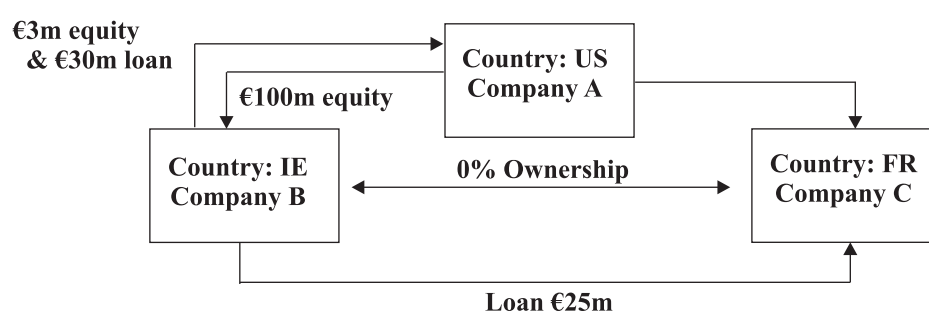 €3m equity
& €30m loan
Country: US
Company A
€100m equity
Country: IE
Company B
0% Ownership
Country: FR
Company C
Loan €25m